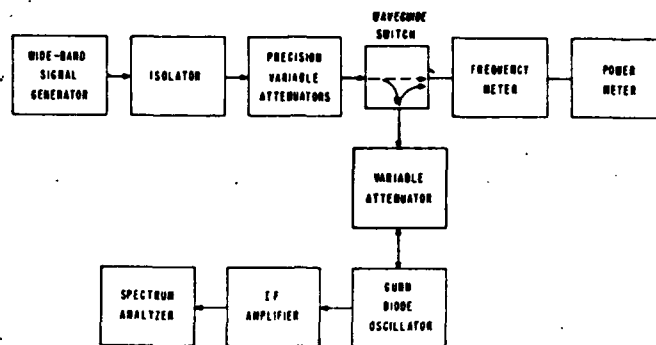 WAVEGUIDE
SWITCH
WIDE-BAND
SIGNAL
GENERATOR
ISOLATOR
PRECISION
VARIABLE
ATTENUATORS
FREQUENCY
METER
POWER
METER
VARIABLE
ATTENUATOR
SPECTRUM
ANALYZER
IF
AMPLIFIER
GUNN
DIODE
OSCILLATOR